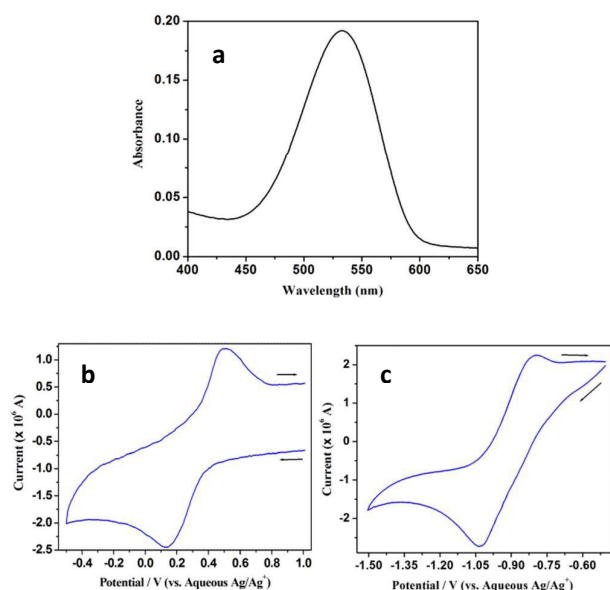 a
0.20
0.15
0.10
0.05
0.00
Absorbance
400 450 500 550 600 650
Wavelength (nm)
b
1.0
0.5
0.0
-0.5
-1.0
-1.5
-2.0
-2.5
Current (x 10⁶ A)
-0.4 -0.2 0.0 0.2 0.4 0.6 0.8 1.0
Potential / V (vs. Aqueous Ag/Ag⁺)
c
2
1
0
-1
-2
Current (x 10⁶ A)
-1.50 -1.35 -1.20 -1.05 -0.90 -0.75 -0.60
Potential / V (vs. Aqueous Ag/Ag⁺)